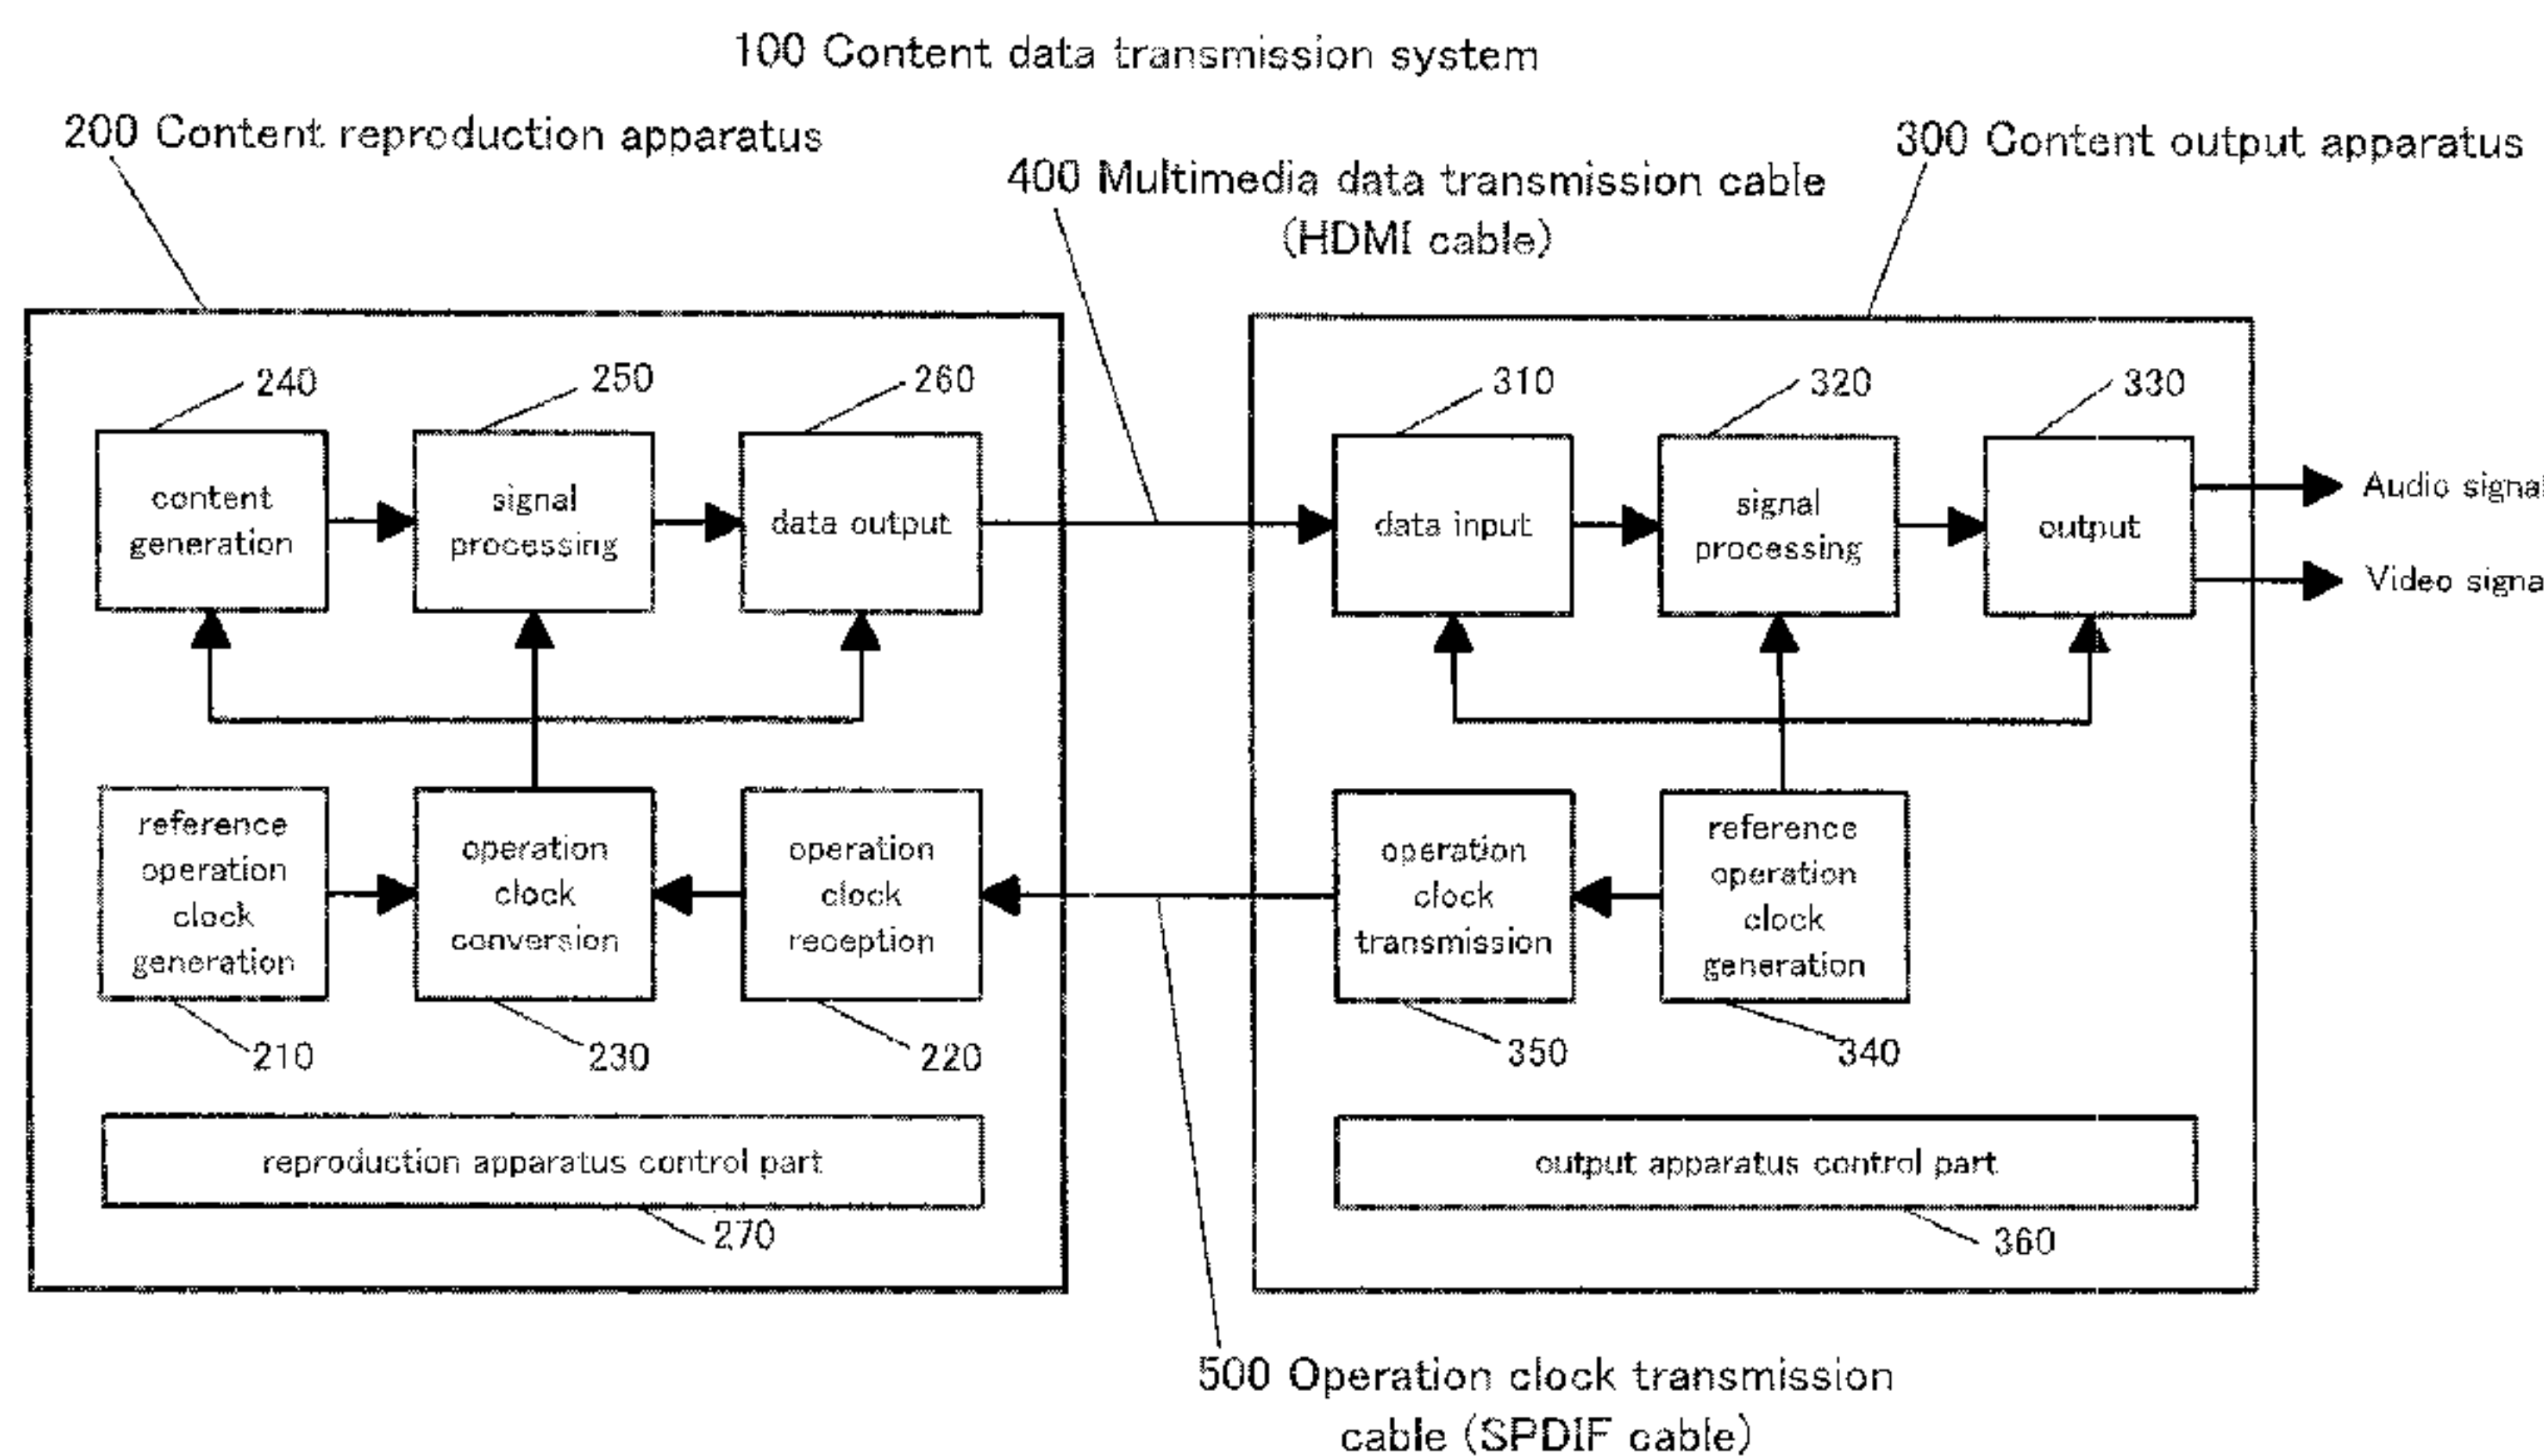 100 Content data transmission system
200 Content reproduction apparatus
300 Content output apparatus
400 Multimedia data transmission cable
(HDMI cable)
240
250
260
310
320
330
content
generation
signal
processing
data output
data input
signal
processing
output
Audio signal
Video signa
reference
operation
clock
generation
operation
clock
conversion
operation
clock
reception
operation
clock
transmission
reference
operation
clock
generation
210
230
220
350
340
reproduction apparatus control part
output apparatus control part
270
360
500 Operation clock transmission
cable (SPDIF cable)